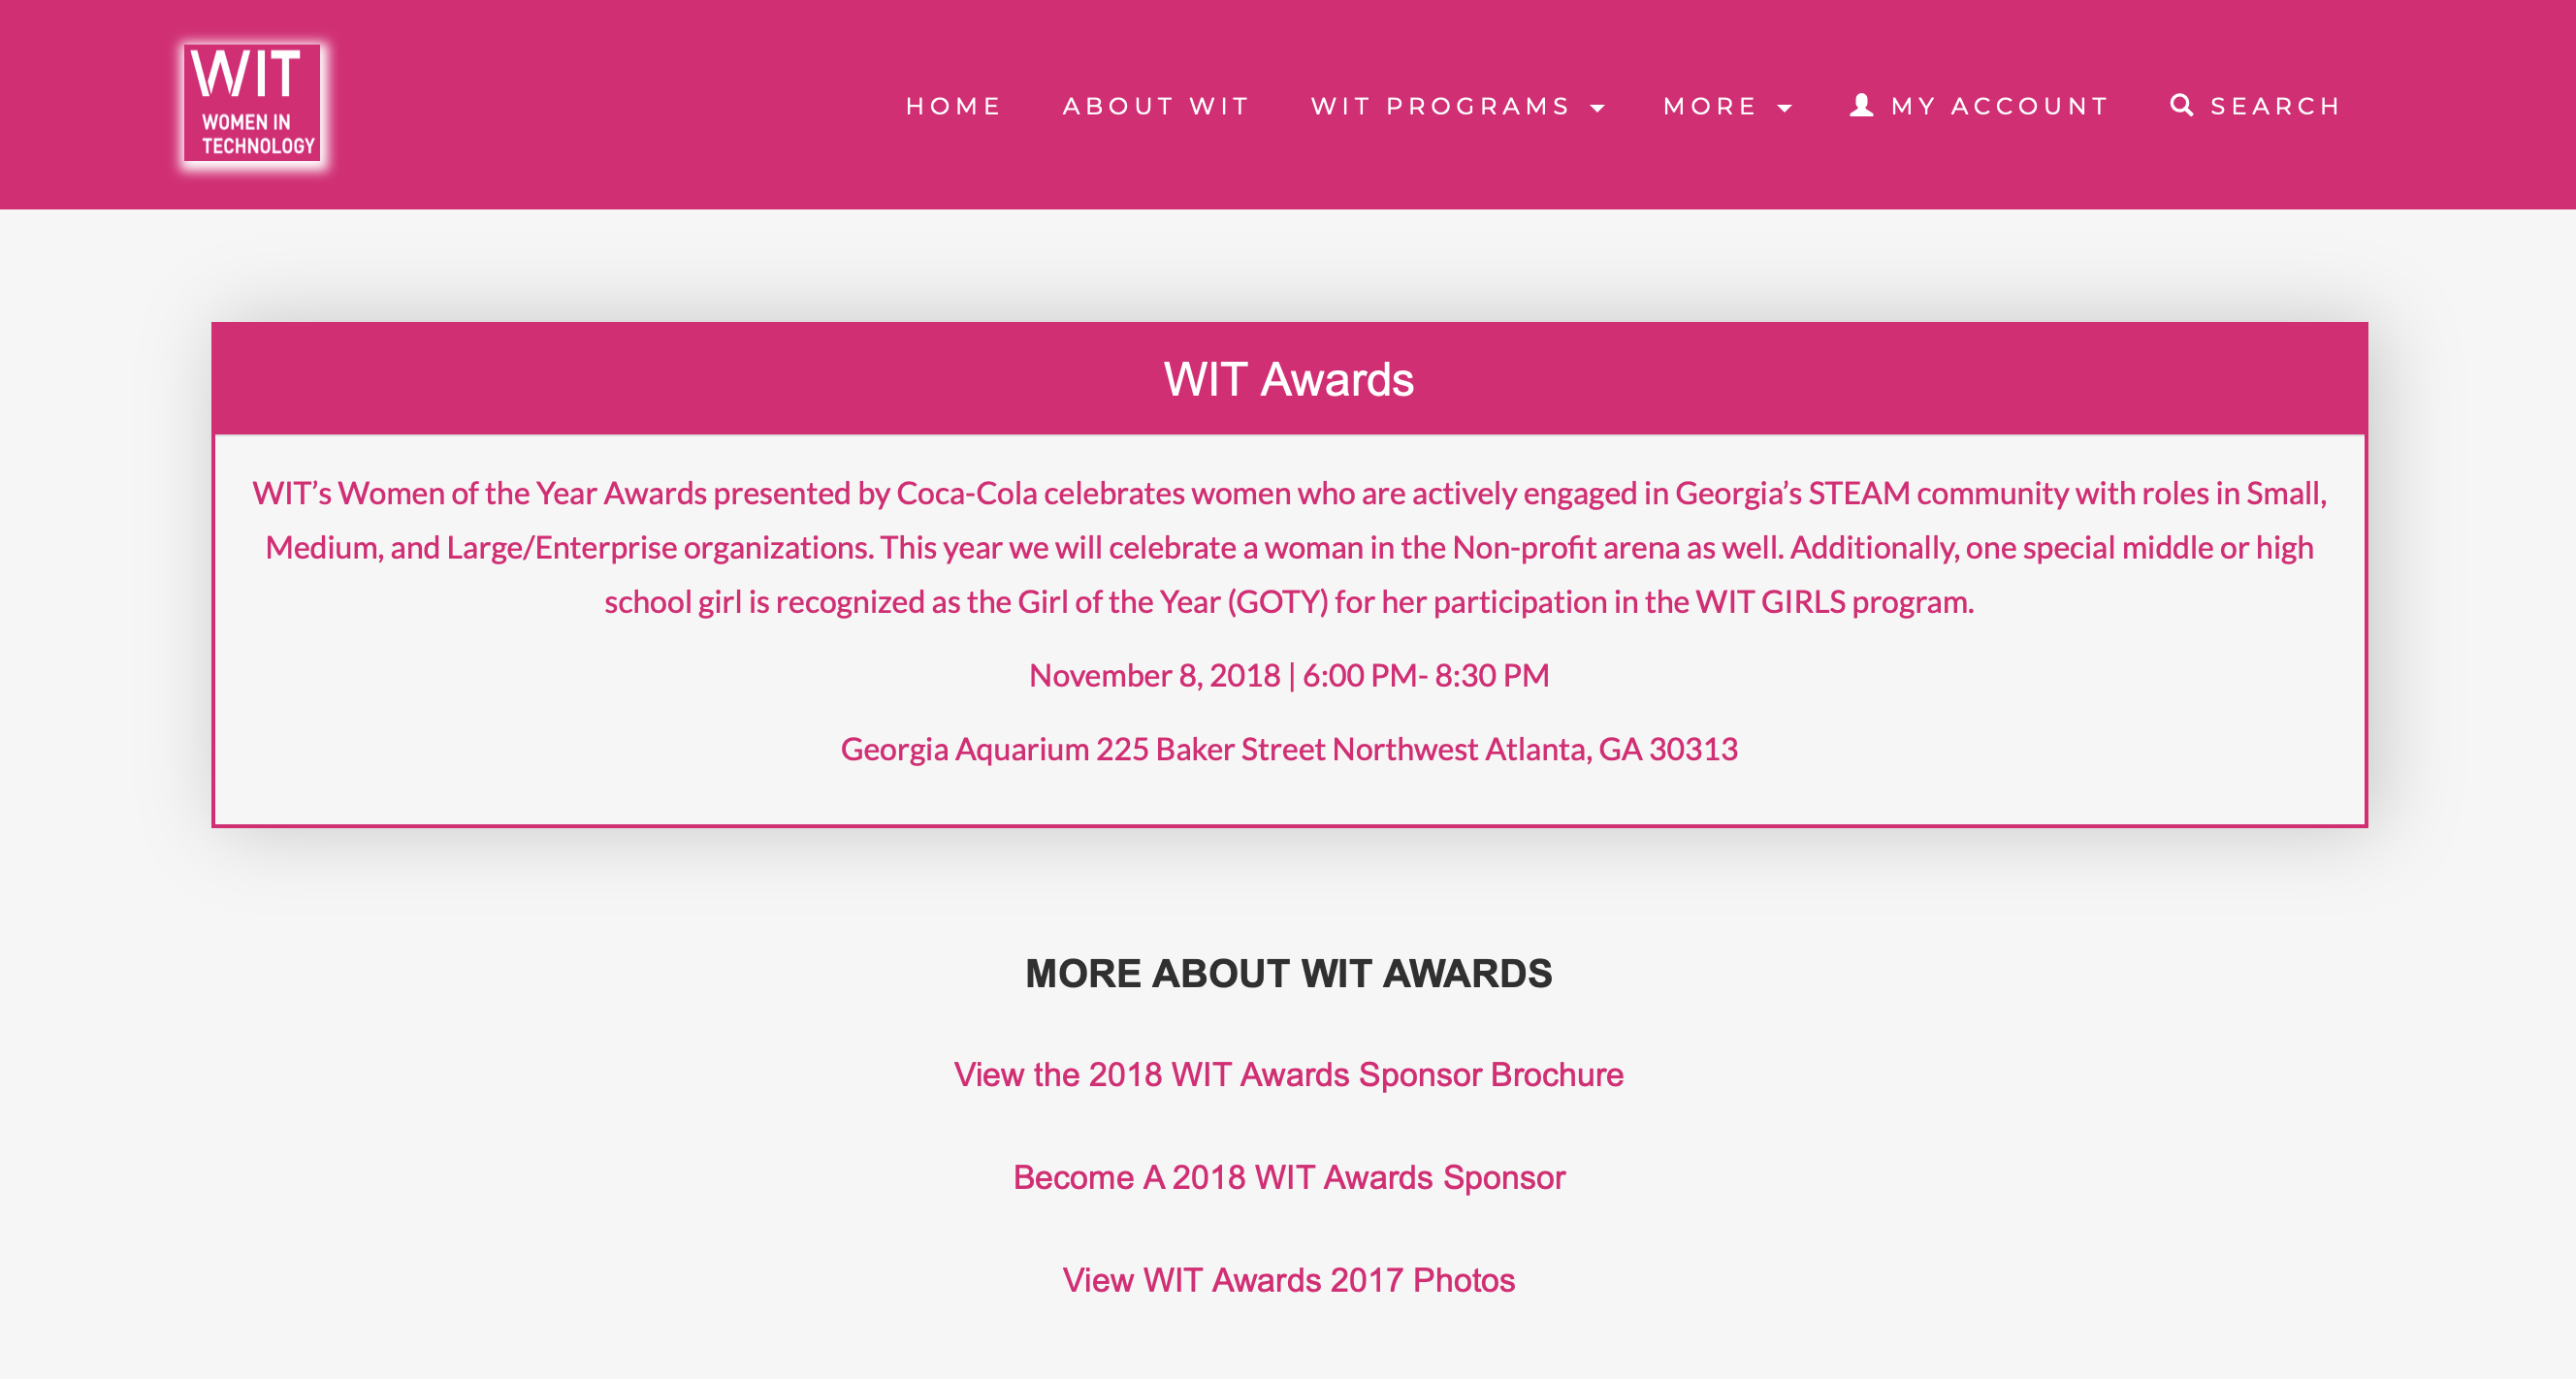 WIT
WOMEN IN
TECHNOLOGY
HOME ABOUT WIT WIT PROGRAMS MORE MY ACCOUNT SEARCH
WIT Awards
WIT’s Women of the Year Awards presented by Coca-Cola celebrates women who are actively engaged in Georgia’s STEAM community with roles in Small,
Medium, and Large/Enterprise organizations. This year we will celebrate a woman in the Non-profit arena as well. Additionally, one special middle or high
school girl is recognized as the Girl of the Year (GOTY) for her participation in the WIT GIRLS program.
November 8, 2018 | 6:00 PM- 8:30 PM
Georgia Aquarium 225 Baker Street Northwest Atlanta, GA 30313
MORE ABOUT WIT AWARDS
View the 2018 WIT Awards Sponsor Brochure
Become A 2018 WIT Awards Sponsor
View WIT Awards 2017 Photos